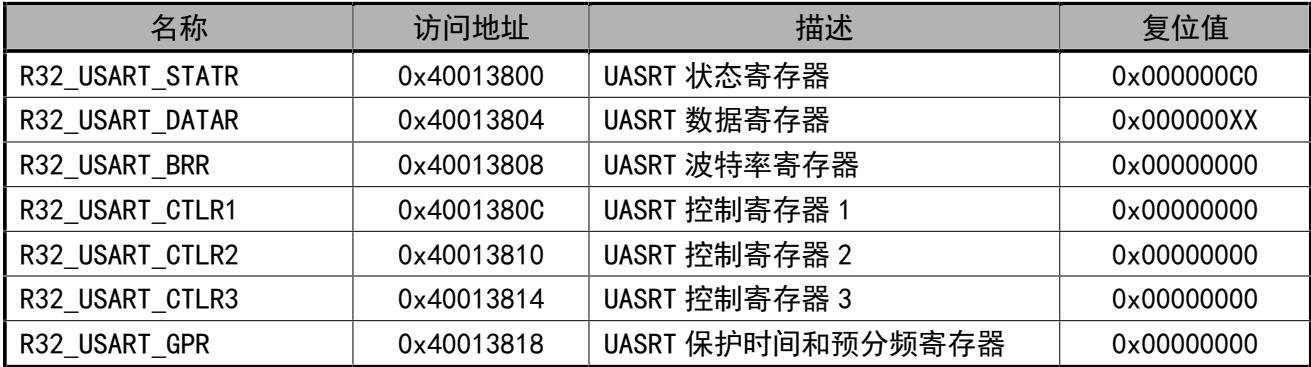 名称 访问地址 描述 复位值
R32_USART_STATR 0x40013800 UASRT 状态寄存器 0x000000C0
R32_USART_DATAR 0x40013804 UASRT 数据寄存器 0x000000XX
R32_USART_BRR 0x40013808 UASRT 波特率寄存器 0x00000000
R32_USART_CTLR1 0x4001380C UASRT 控制寄存器 1 0x00000000
R32_USART_CTLR2 0x40013810 UASRT 控制寄存器 2 0x00000000
R32_USART_CTLR3 0x40013814 UASRT 控制寄存器 3 0x00000000
R32_USART_GPR 0x40013818 UASRT 保护时间和预分频寄存器 0x00000000